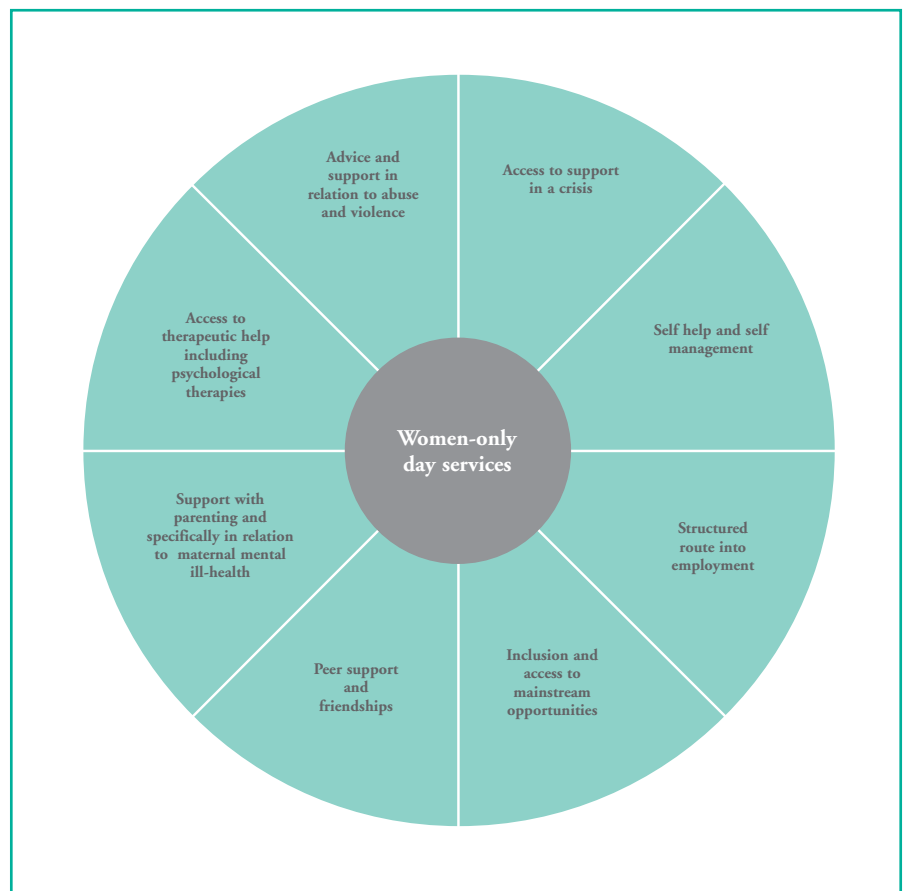 Advice and
support in
relation to abuse
and violence
Access to support
in a crisis
Access to
therapeutic help
including
psychological
therapies
Self help and self
management
Women-only
day services
Support with
parenting and
specifically in relation
to maternal mental
ill-health
Structured
route into
employment
Peer support
and
friendships
Inclusion and
access to
mainstream
opportunities